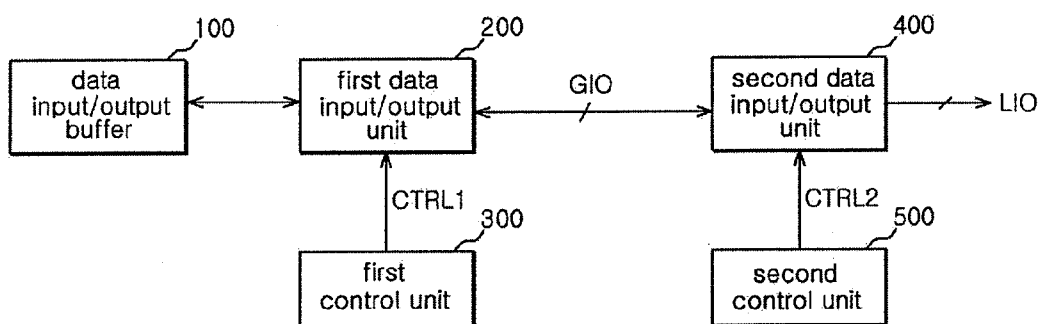 100
data
input/output
buffer
200
first data
input/output
unit
GIO
400
second data
input/output
unit
LIO
CTRL1
300
first
control unit
CTRL2
500
second
control unit